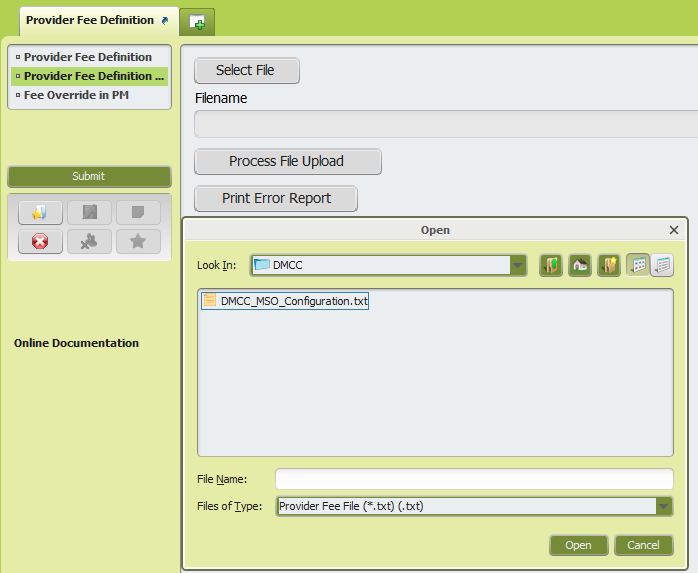 Provider Fee Definition
Provider Fee Definition
Provider Fee Definition ...
Fee Override in PM
Submit
Online Documentation
Select File
Filename
Process File Upload
Print Error Report
Open
Look In: DMCC
DMCC_MSO_Configuration.txt
File Name:
Files of Type: Provider Fee File (*.txt) (.txt)
Open Cancel